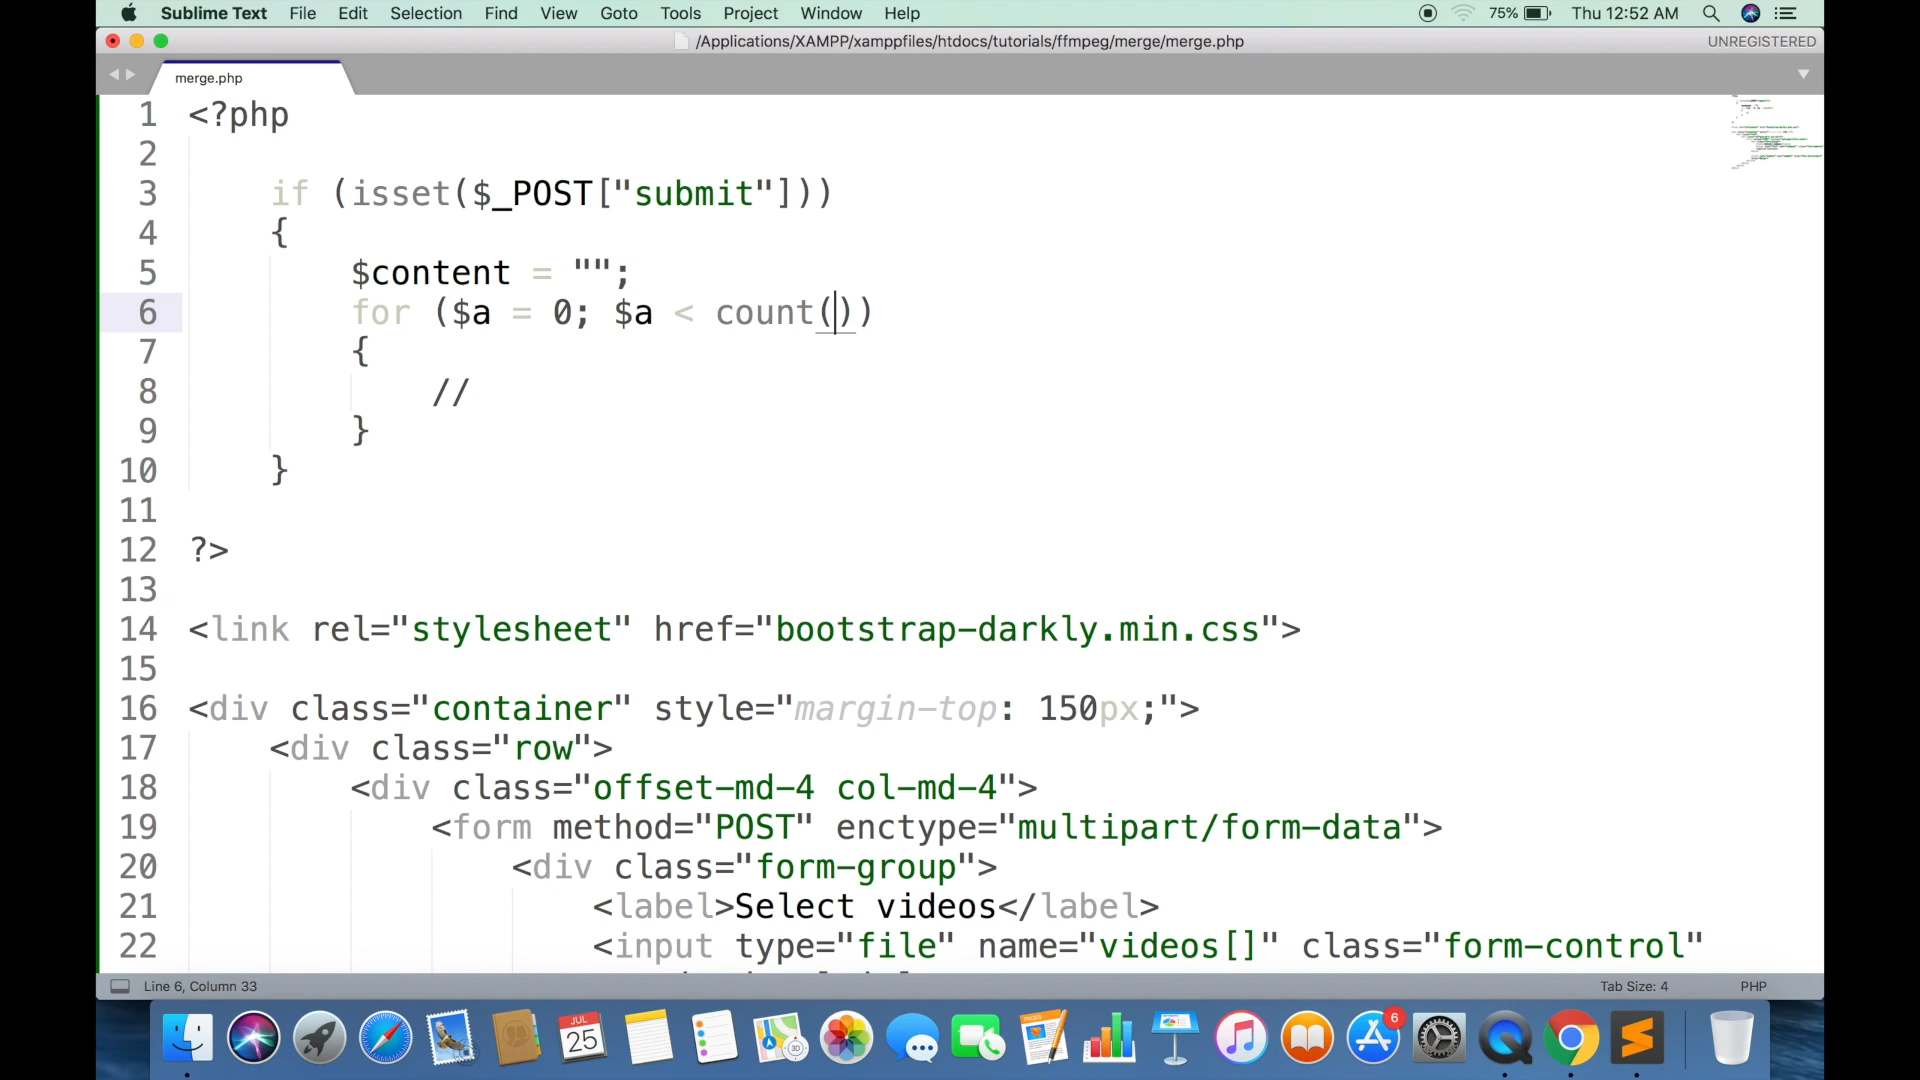 Sublime Text File Edit Selection Find View Goto Tools Project Window Help 75% Thu 12:52 AM
/Applications/XAMPP/xamppfiles/htdocs/tutorials/ffmpeg/merge/merge.php UNREGISTERED
merge.php
1 <?php
2
3 if (isset($_POST["submit"]))
4 {
5 $content = "";
6 for ($a = 0; $a < count())
7 {
8 //
9 }
10 }
11
12 ?>
13
14 <link rel="stylesheet" href="bootstrap-darkly.min.css">
15
16 <div class="container" style="margin-top: 150px;">
17 <div class="row">
18 <div class="offset-md-4 col-md-4">
19 <form method="POST" enctype="multipart/form-data">
20 <div class="form-group">
21 <label>Select videos</label>
22 <input type="file" name="videos[]" class="form-control"
Line 6, Column 33 Tab Size: 4 PHP
JUL
25
PAGES
6